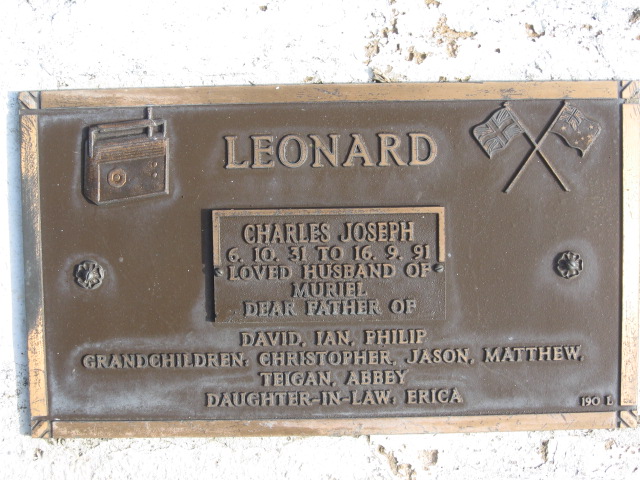 LEONARD
CHARLES JOSEPH
6. 10. 31 TO 16. 9. 91
LOVED HUSBAND OF
MURIEL
DEAR FATHER OF
DAVID, IAN, PHILIP
GRANDCHILDREN: CHRISTOPHER, JASON, MATTHEW,
TEIGAN, ABBEY
DAUGHTER-IN-LAW: ERICA
190 L